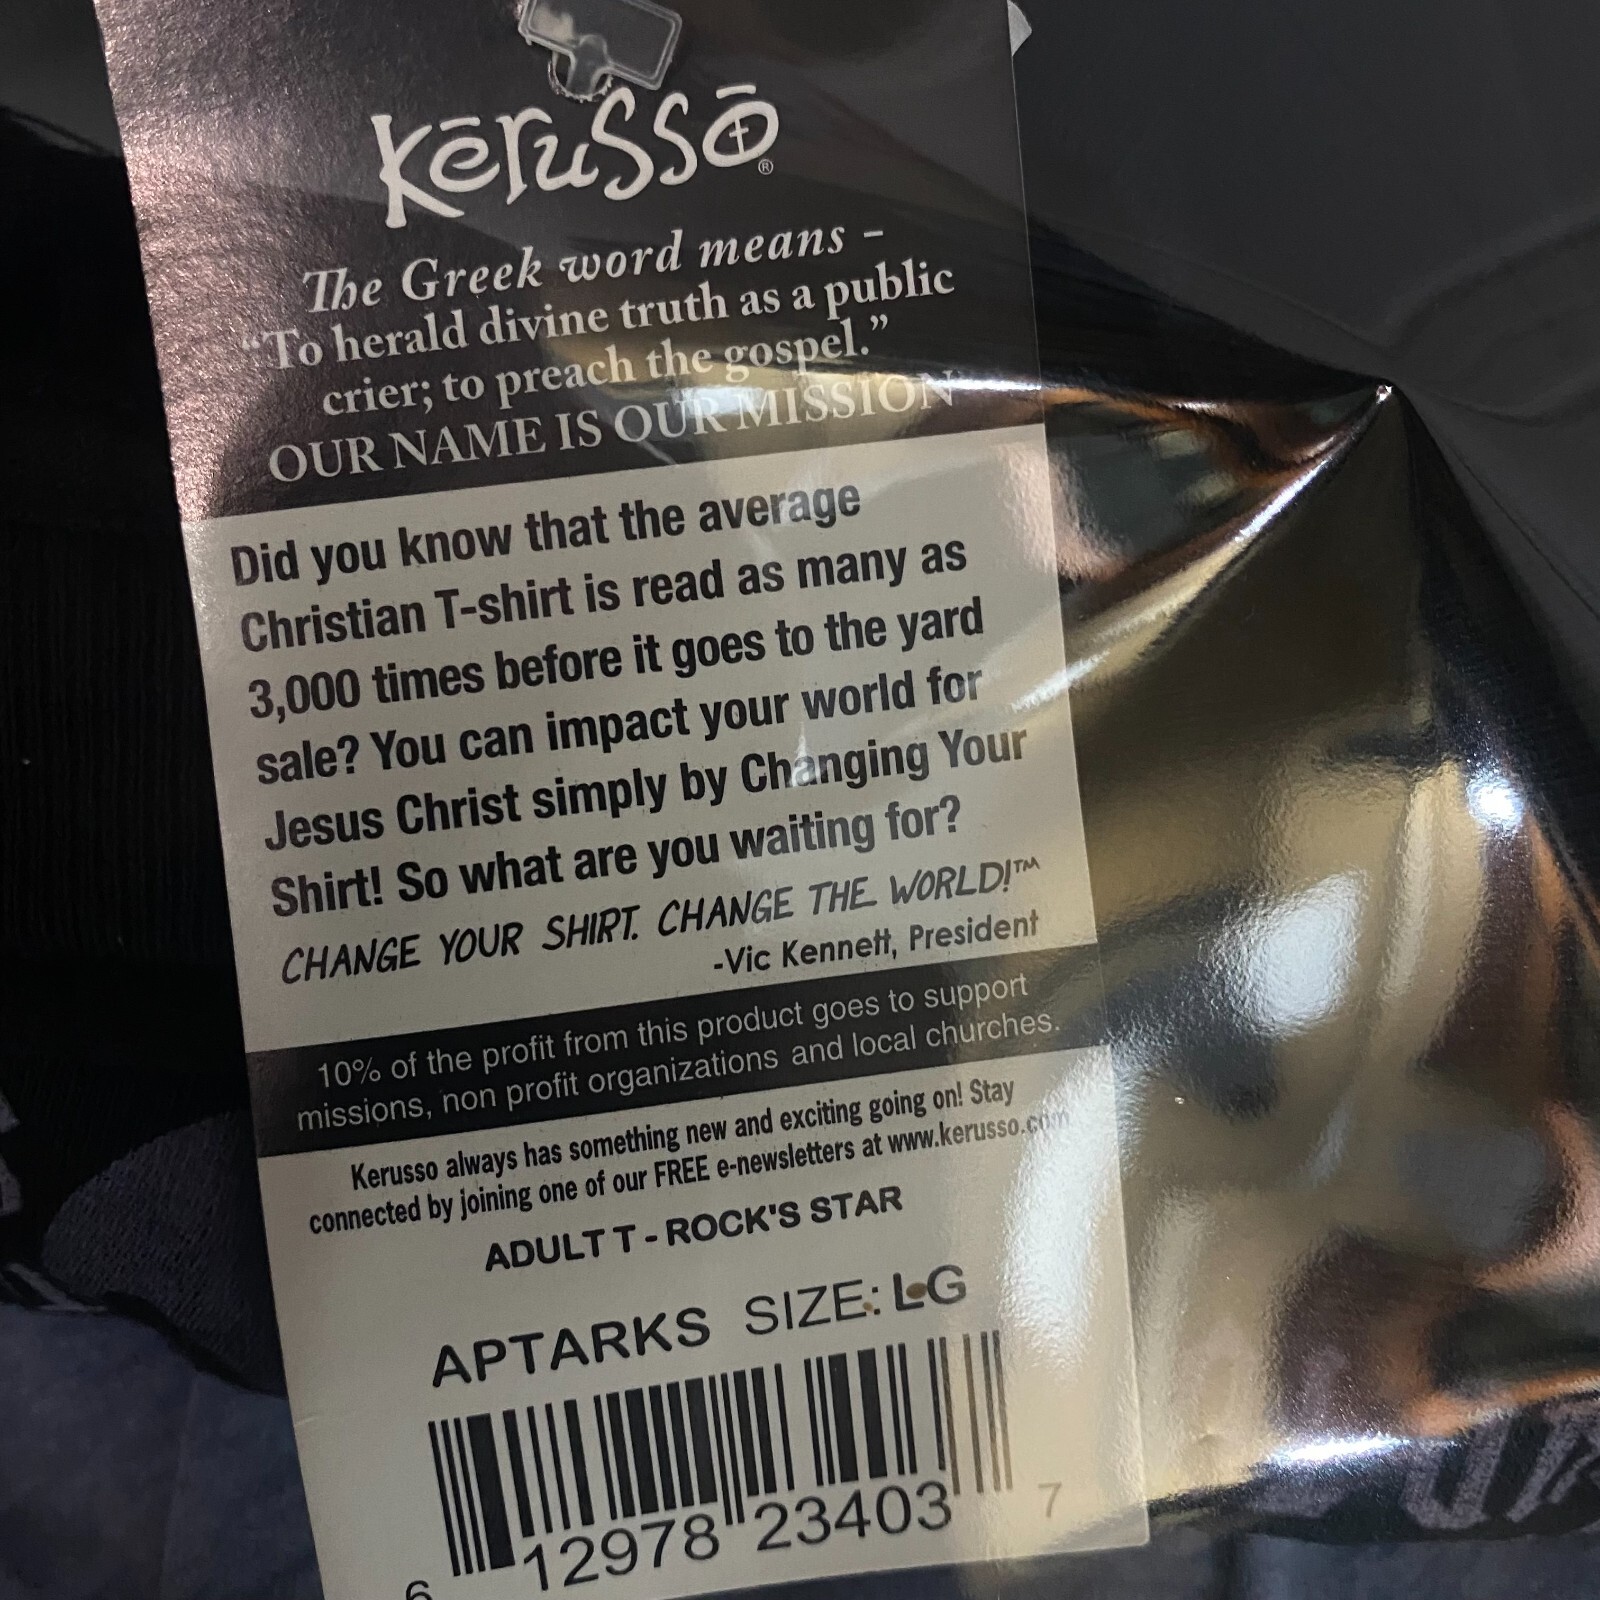 Kērussō®
The Greek word means –
“To herald divine truth as a public
crier; to preach the gospel.”
OUR NAME IS OUR MISSION
Did you know that the average
Christian T-shirt is read as many as
3,000 times before it goes to the yard
sale? You can impact your world for
Jesus Christ simply by Changing Your
Shirt! So what are you waiting for?
CHANGE YOUR SHIRT. CHANGE THE WORLD!™
-Vic Kennett, President
10% of the profit from this product goes to support
missions, non profit organizations and local churches.
Kerusso always has something new and exciting going on! Stay
connected by joining one of our FREE e-newsletters at www.kerusso.com
ADULT T - ROCK'S STAR
APTARKS SIZE: LG
6 12978 23403 7